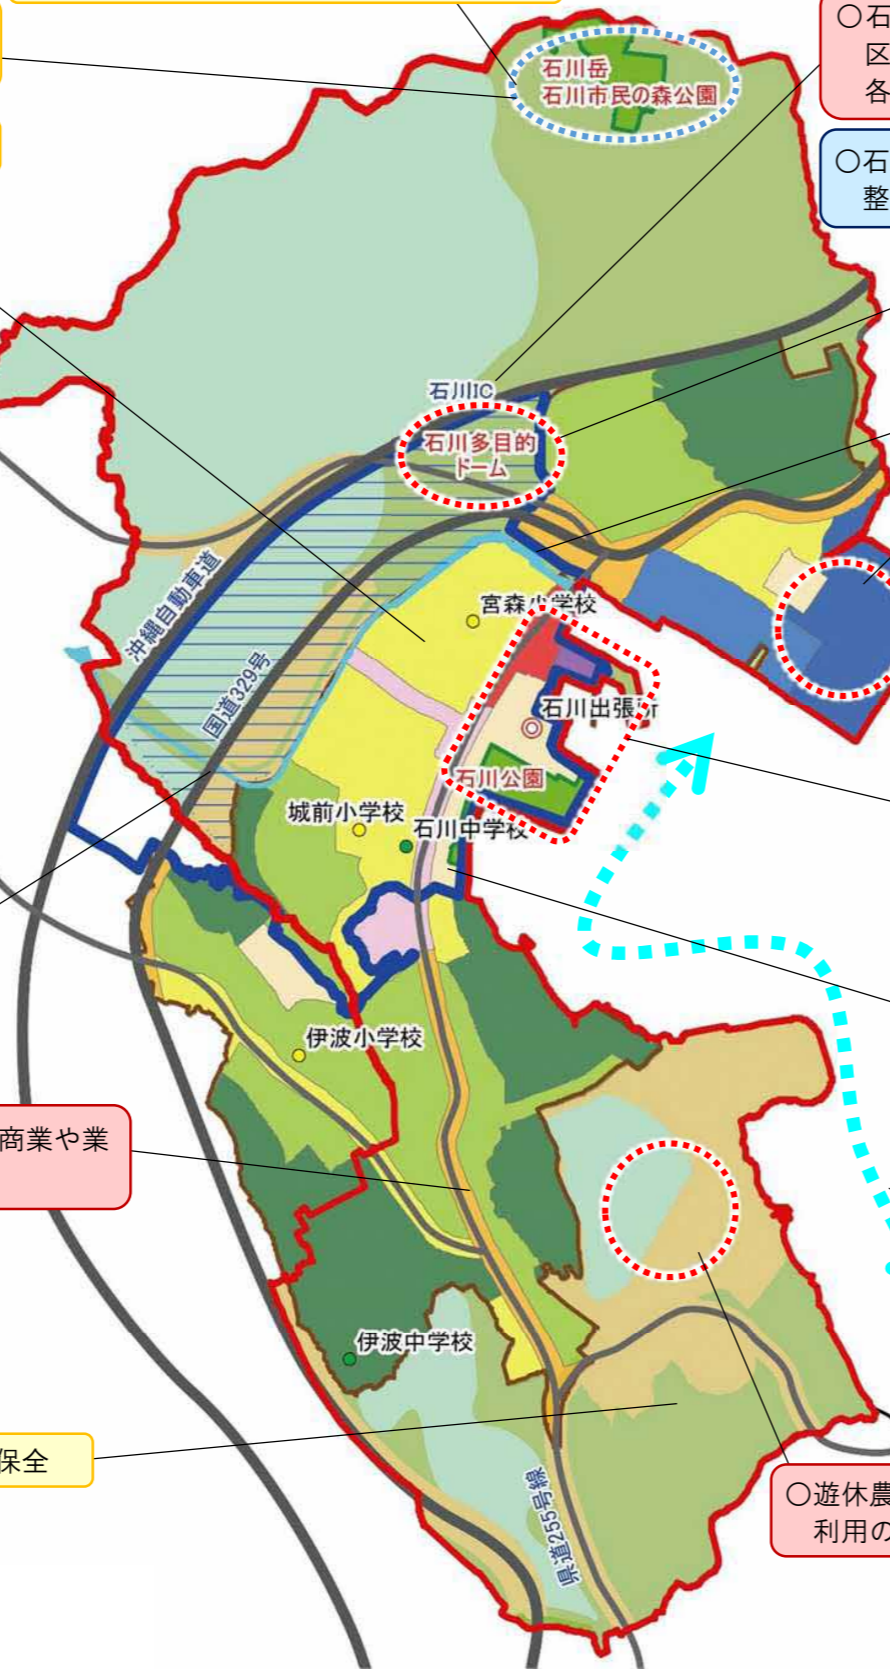 石川岳
石川市民の森公園
〇石
区
各
〇石
整
石川IC
石川多目的
ドーム
沖縄自動車道
国道329号
宮森小学校
石川出張所
石川公園
城前小学校
石川中学校
伊波小学校
商業や業
伊波中学校
保全
県道255号線
〇遊休農
利用の